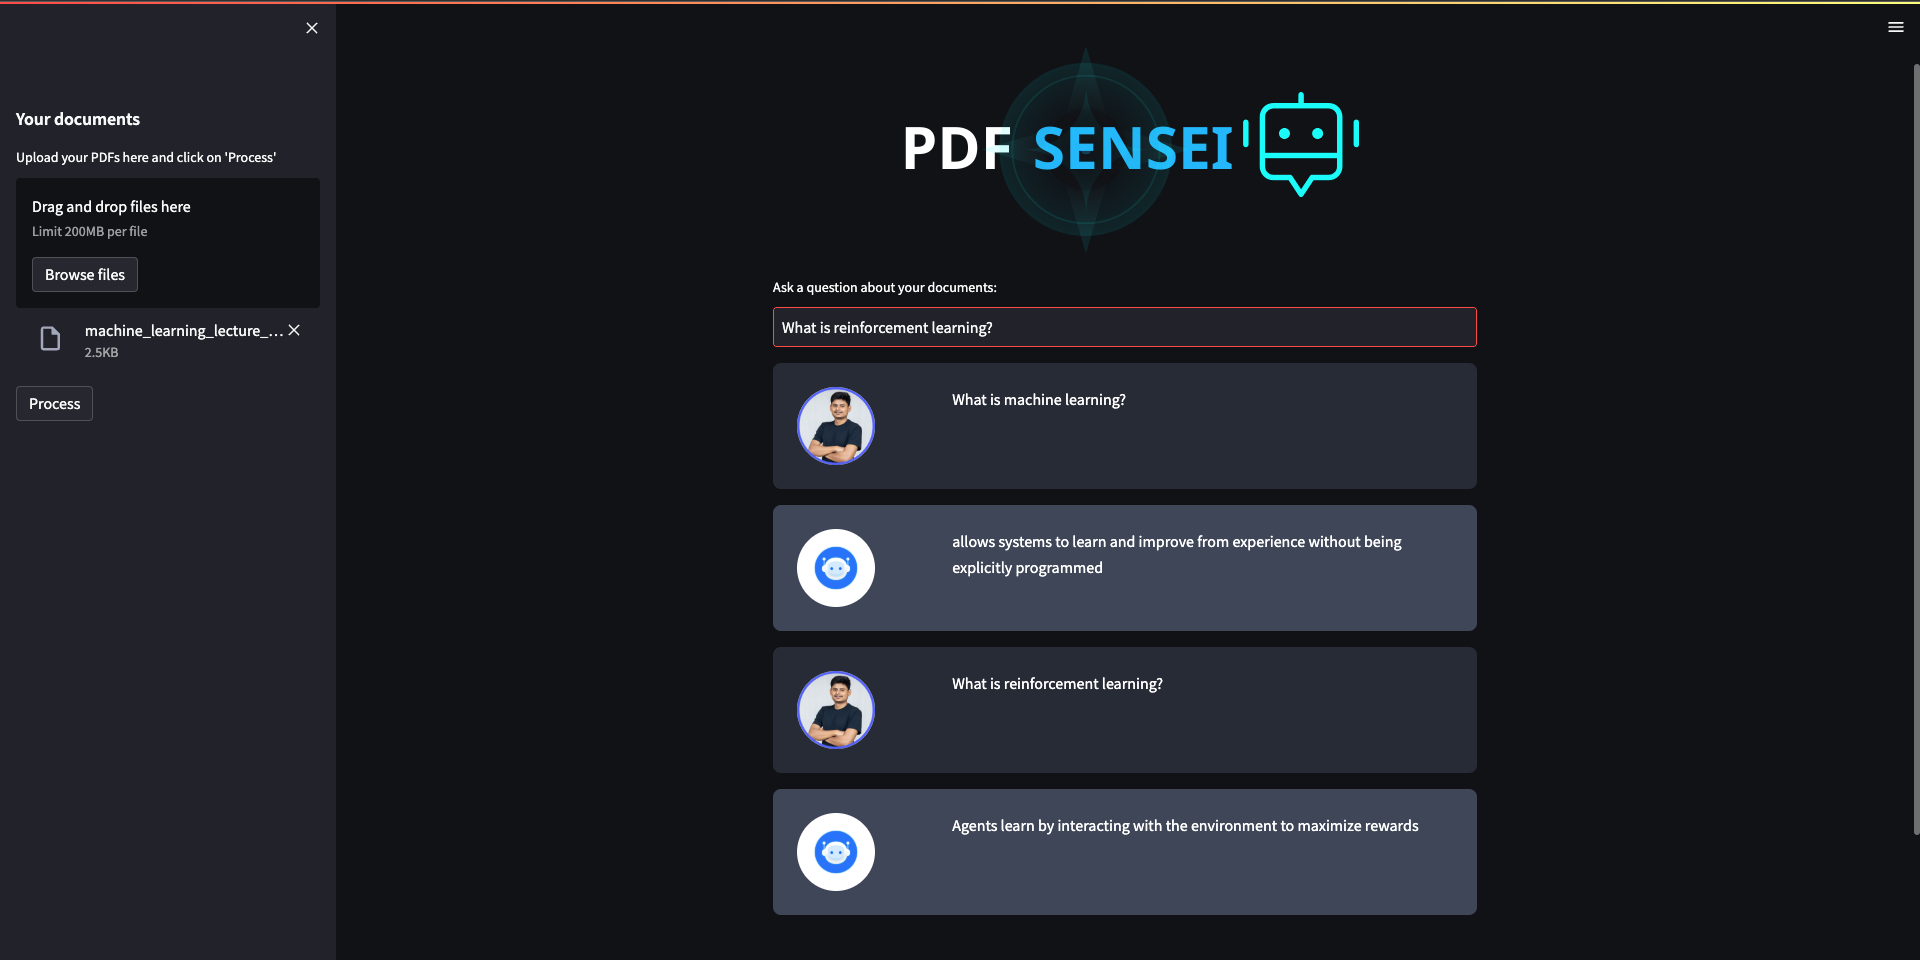 Your documents
Upload your PDFs here and click on 'Process'
Drag and drop files here
Limit 200MB per file
Browse files
machine_learning_lecture_...
2.5KB
Process
PDF SENSEI
Ask a question about your documents:
What is reinforcement learning?
What is machine learning?
allows systems to learn and improve from experience without being
explicitly programmed
What is reinforcement learning?
Agents learn by interacting with the environment to maximize rewards